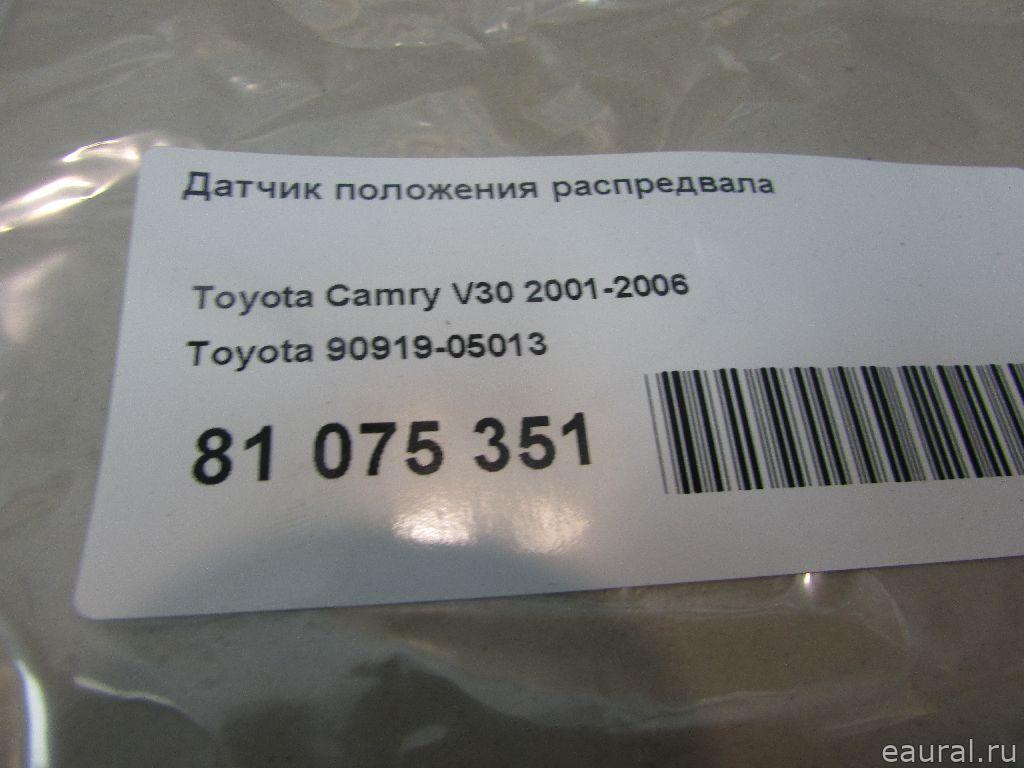 Датчик положения распредвала
Toyota Camry V30 2001-2006
Toyota 90919-05013
81 075 351
eaural.ru